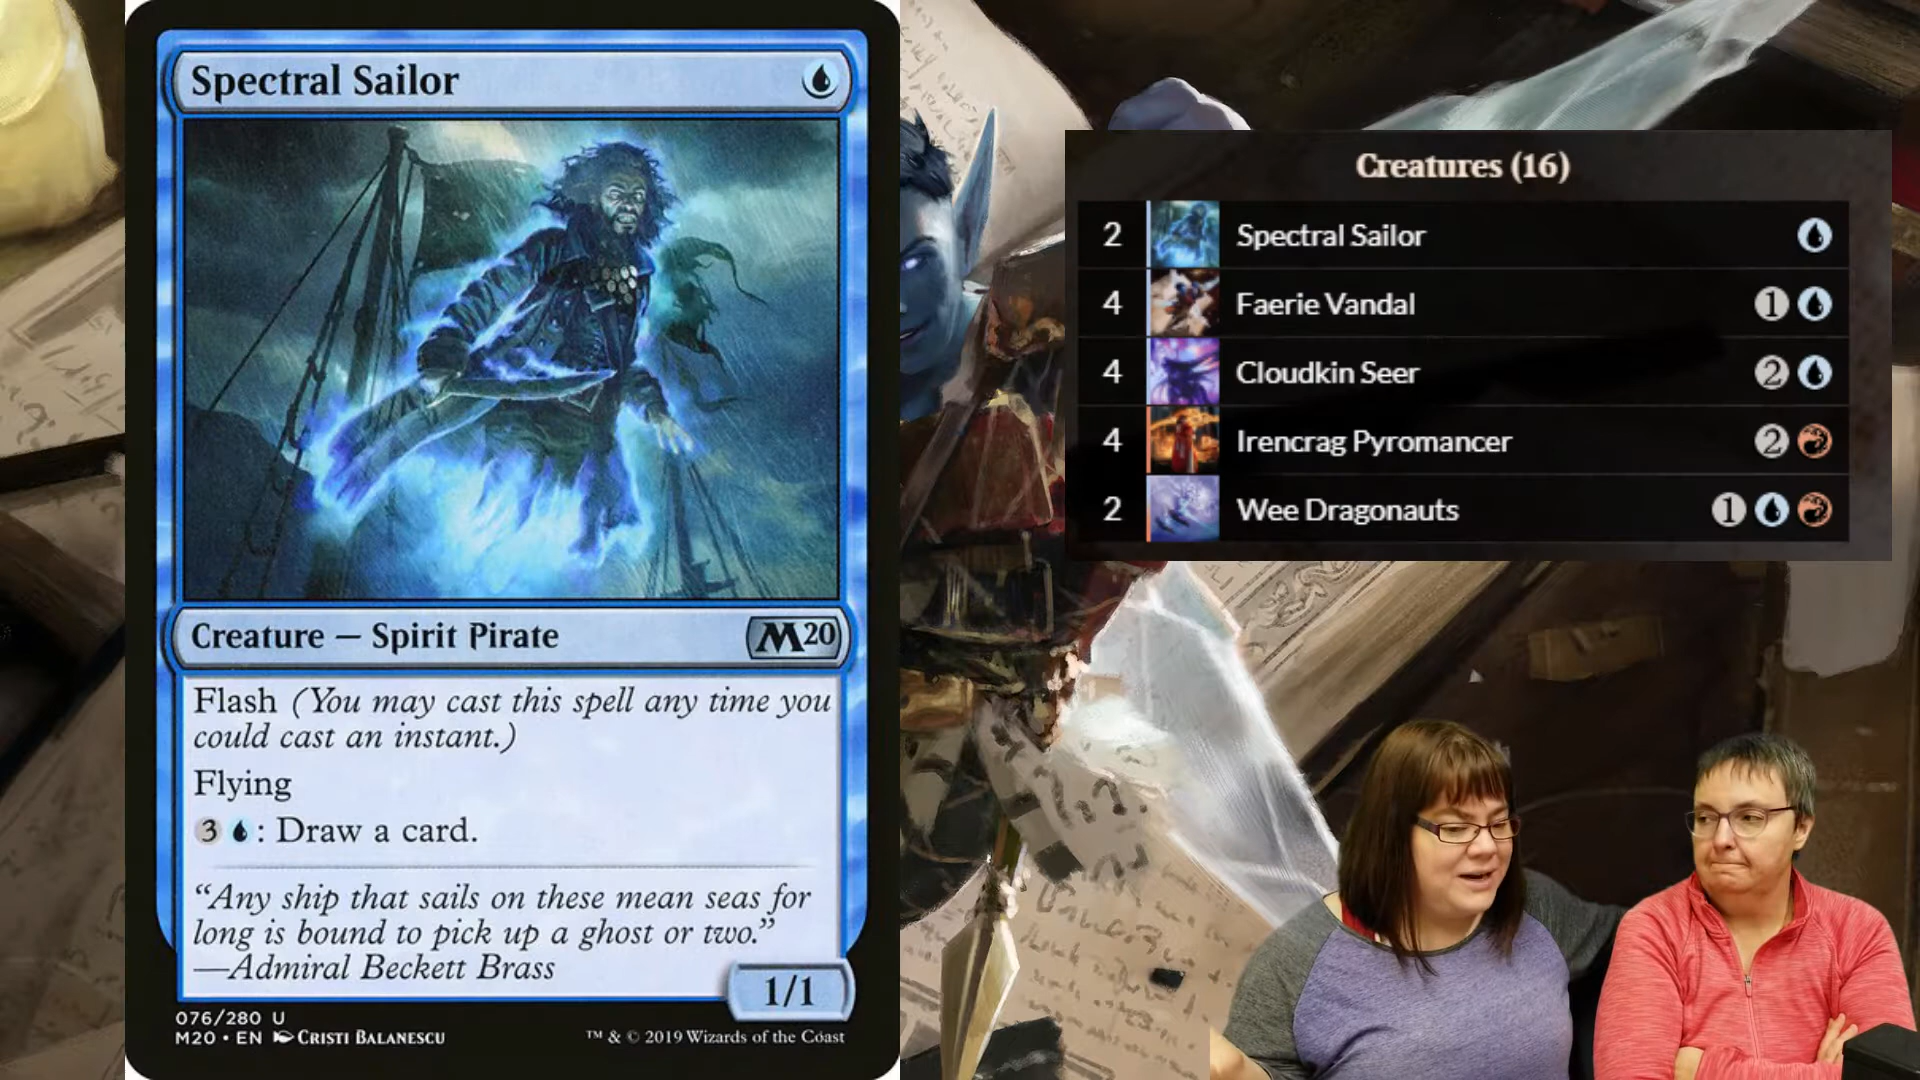 Spectral Sailor
Creature — Spirit Pirate
M20
Flash (You may cast this spell any time you
could cast an instant.)
Flying
3 : Draw a card.
“Any ship that sails on these mean seas for
long is bound to pick up a ghost or two.”
—Admiral Beckett Brass
1/1
076/280 U
M20 • EN CRISTI BALANESCU
™ & © 2019 Wizards of the Coast
Creatures (16)
2 Spectral Sailor
4 Faerie Vandal 1
4 Cloudkin Seer 2
4 Irencrag Pyromancer 2
2 Wee Dragonauts 1